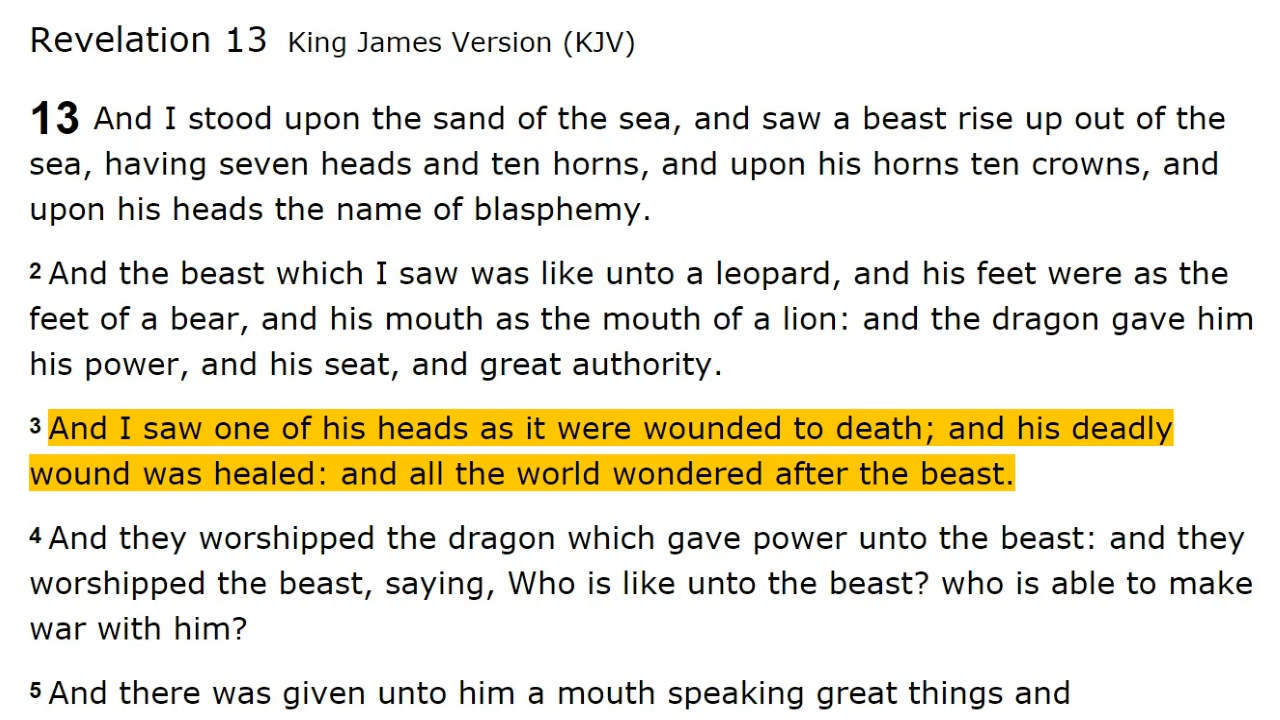 Revelation 13 King James Version (KJV)
13 And I stood upon the sand of the sea, and saw a beast rise up out of the
sea, having seven heads and ten horns, and upon his horns ten crowns, and
upon his heads the name of blasphemy.
2 And the beast which I saw was like unto a leopard, and his feet were as the
feet of a bear, and his mouth as the mouth of a lion: and the dragon gave him
his power, and his seat, and great authority.
3 And I saw one of his heads as it were wounded to death; and his deadly
wound was healed: and all the world wondered after the beast.
4 And they worshipped the dragon which gave power unto the beast: and they
worshipped the beast, saying, Who is like unto the beast? who is able to make
war with him?
5 And there was given unto him a mouth speaking great things and